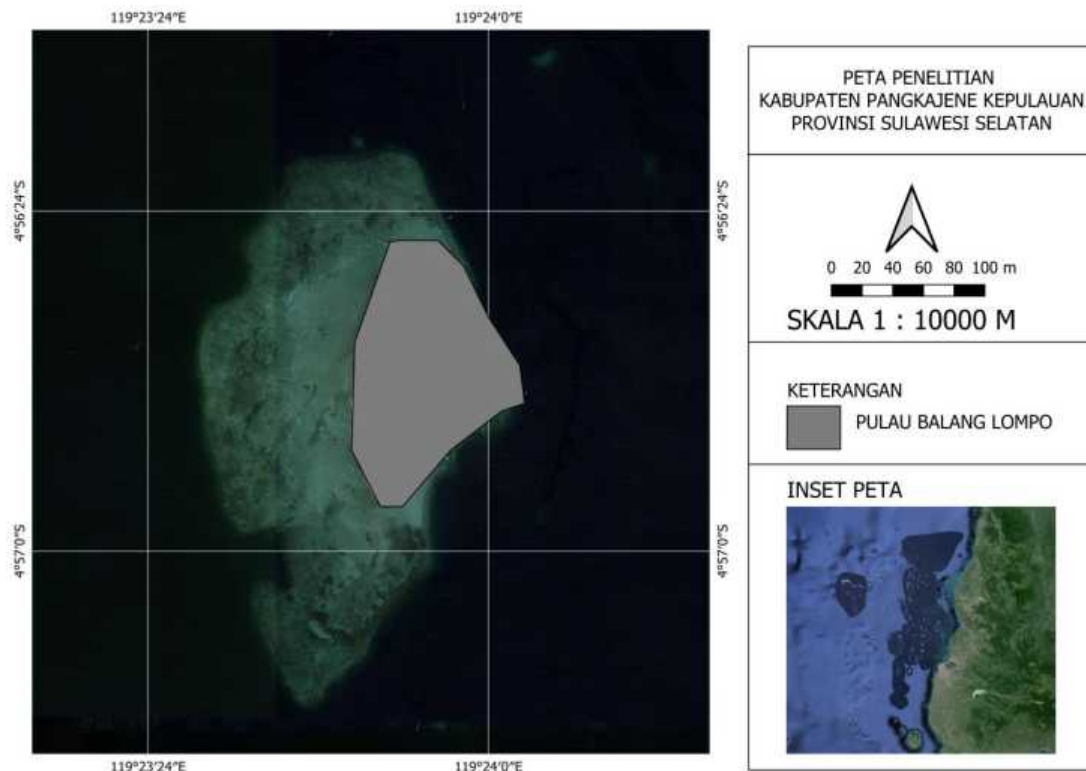 119°23'24"E
119°24'0"E
4°56'24"S
4°57'0"S
4°56'24"S
4°57'0"S
119°23'24"E
119°24'0"E
PETA PENELITIAN
KABUPATEN PANGKAJENE KEPULAUAN
PROVINSI SULAWESI SELATAN
0 20 40 60 80 100 m
SKALA 1 : 10000 M
KETERANGAN
PULAU BALANG LOMPO
INSET PETA